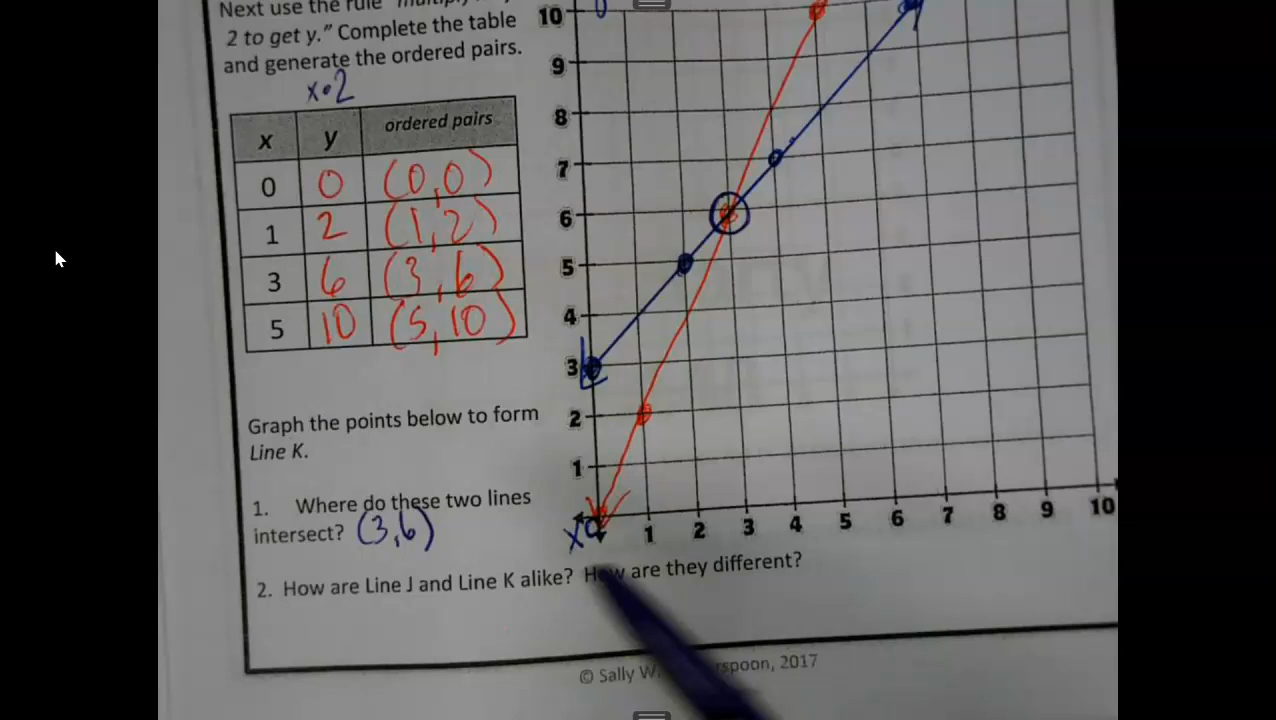 Next use the rule "multiply
2 to get y." Complete the table
and generate the ordered pairs.
x•2
x y ordered pairs
0 0 (0,0)
1 2 (1,2)
3 6 (3,6)
5 10 (5,10)
Graph the points below to form
Line K.
1. Where do these two lines
intersect? (3,6)
2. How are Line J and Line K alike? How are they different?
10
9
8
7
6
5
4
3
2
1
0
1 2 3 4 5 6 7 8 9 10
© Sally W
rspoon, 2017